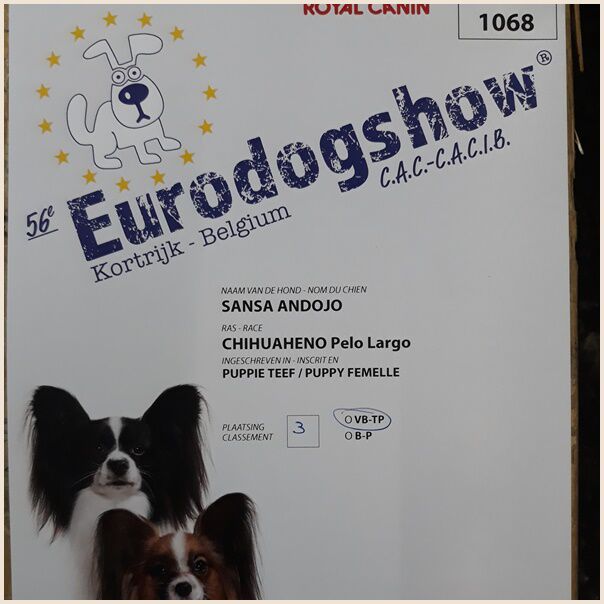 ROYAL CANIN
1068
56e Eurodogshow®
C.A.C.-C.A.C.I.B.
Kortrijk - Belgium
NAAM VAN DE HOND - NOM DU CHIEN
SANSA ANDOJO
RAS - RACE
CHIHUAHENO Pelo Largo
INGESCHREVEN IN - INSCRIT EN
PUPPIE TEEF / PUPPY FEMELLE
PLAATSING
CLASSEMENT
3
O VB-TP
O B-P